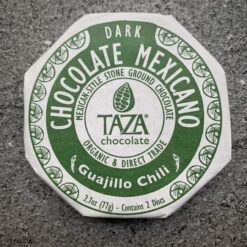 DARK
CHOCOLATE MEXICANO
MEXICAN-STYLE STONE GROUND CHOCOLATE
TAZA®
chocolate
ORGANIC & DIRECT TRADE
Guajillo Chili
2.7oz (77g) - Contains 2 Discs